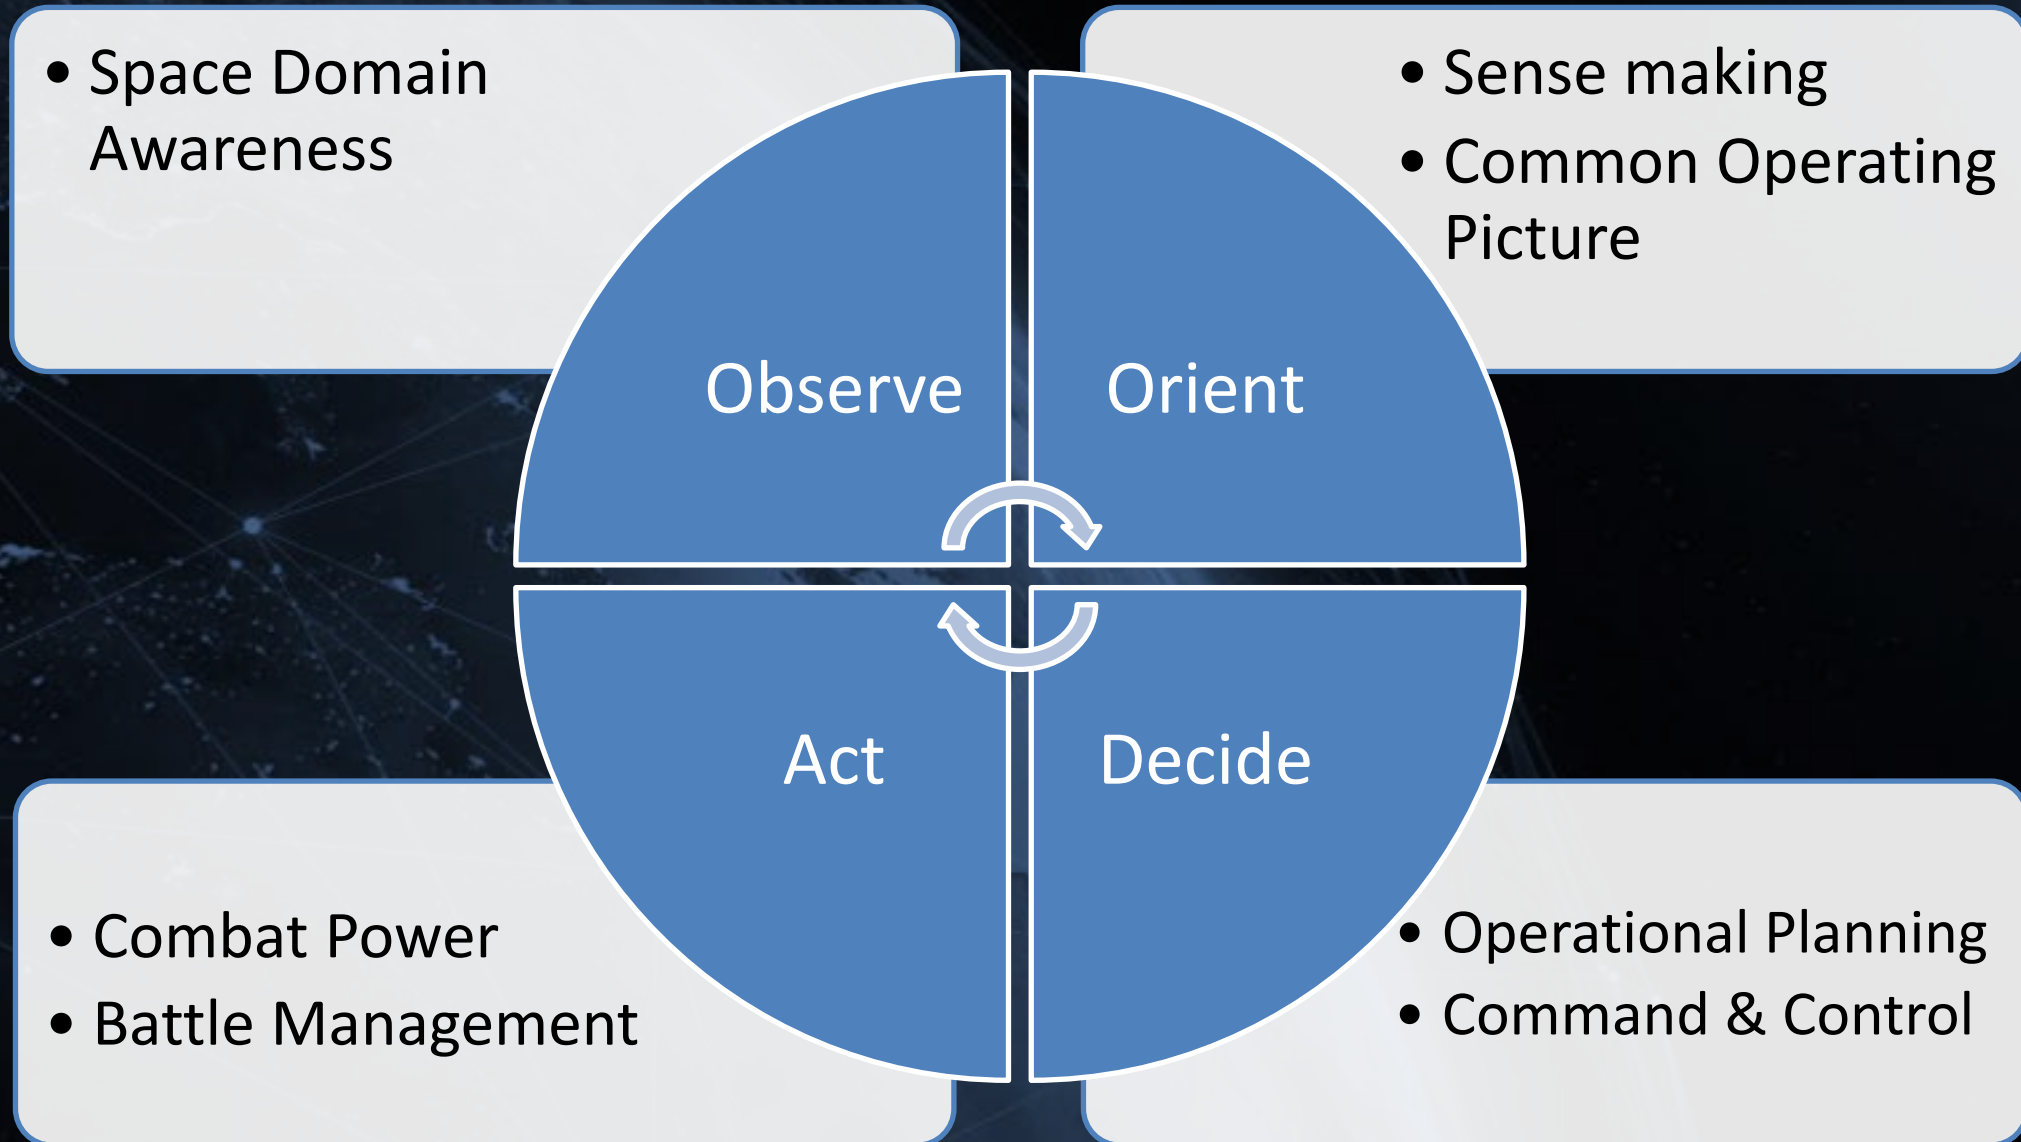 • Space Domain
Awareness
• Sense making
• Common Operating
Picture
Observe
Orient
Act
Decide
• Combat Power
• Battle Management
• Operational Planning
• Command & Control